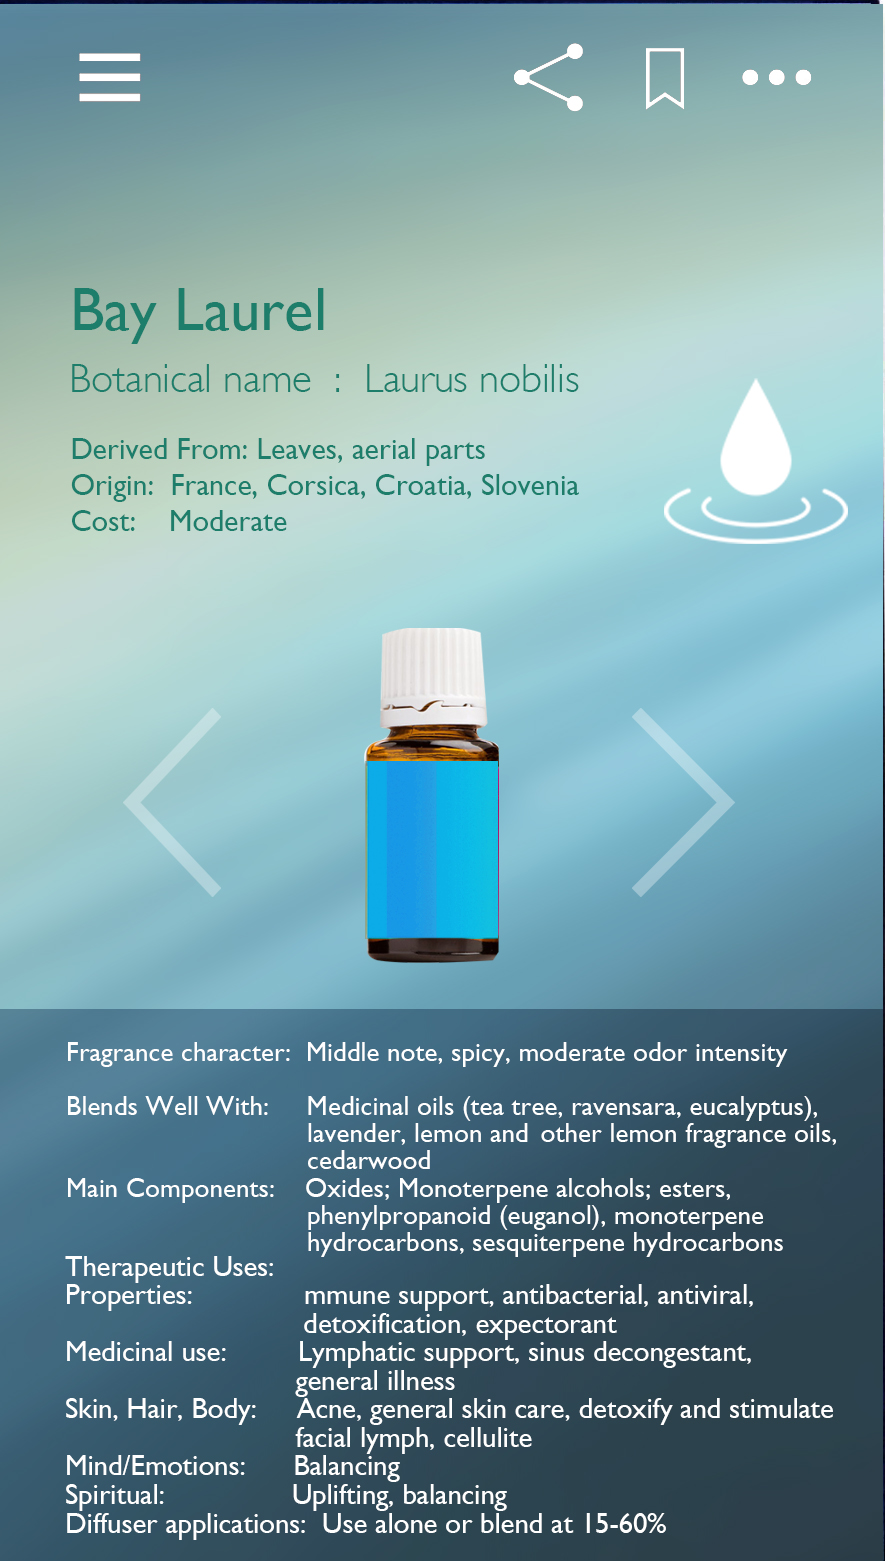 Bay Laurel
Botanical name : Laurus nobilis
Derived From: Leaves, aerial parts
Origin: France, Corsica, Croatia, Slovenia
Cost: Moderate
Fragrance character: Middle note, spicy, moderate odor intensity
Blends Well With: Medicinal oils (tea tree, ravensara, eucalyptus),
lavender, lemon and other lemon fragrance oils,
cedarwood
Main Components: Oxides; Monoterpene alcohols; esters,
phenylpropanoid (euganol), monoterpene
hydrocarbons, sesquiterpene hydrocarbons
Therapeutic Uses:
Properties: mmune support, antibacterial, antiviral,
detoxification, expectorant
Medicinal use: Lymphatic support, sinus decongestant,
general illness
Skin, Hair, Body: Acne, general skin care, detoxify and stimulate
facial lymph, cellulite
Mind/Emotions: Balancing
Spiritual: Uplifting, balancing
Diffuser applications: Use alone or blend at 15-60%